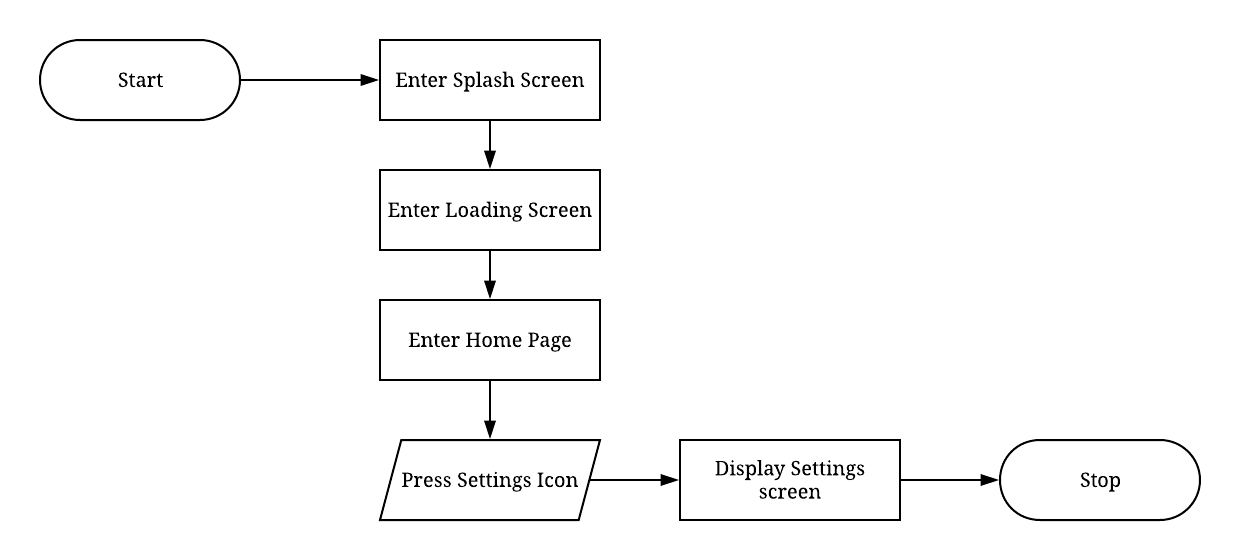 Start
Enter Splash Screen
Enter Loading Screen
Enter Home Page
Press Settings Icon
Display Settings
screen
Stop